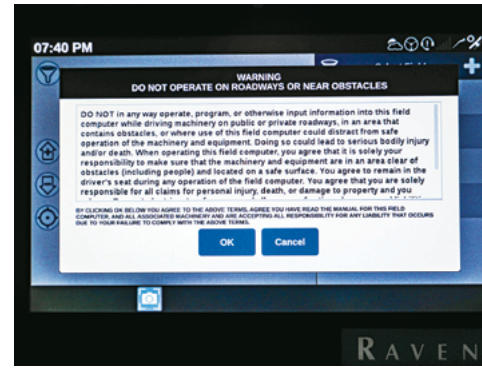 07:40 PM
WARNING
DO NOT OPERATE ON ROADWAYS OR NEAR OBSTACLES
DO NOT in any way operate, program, or otherwise input information into this field
computer while driving machinery on public or private roadways, in an area that
contains obstacles, or where use of this field computer could distract from safe
operation of the machinery and equipment. Doing so could lead to serious bodily injury
and/or death. When operating this field computer, you agree that it is solely your
responsibility to make sure that the machinery and equipment are in an area clear of
obstacles (including people) and located on a safe surface. You agree to remain in the
driver's seat during any operation of the field computer. You agree that you are solely
responsible for all claims for personal injury, death, or damage to property and you
BY CLICKING OK BELOW YOU AGREE TO THE ABOVE TERMS, AGREE YOU HAVE READ THE MANUAL FOR THIS FIELD
COMPUTER, AND ALL ASSOCIATED MACHINERY AND ARE ACCEPTING ALL RESPONSIBILITY FOR ANY LIABILITY THAT OCCURS
DUE TO YOUR FAILURE TO COMPLY WITH THE ABOVE TERMS.
OK Cancel
RAVEN